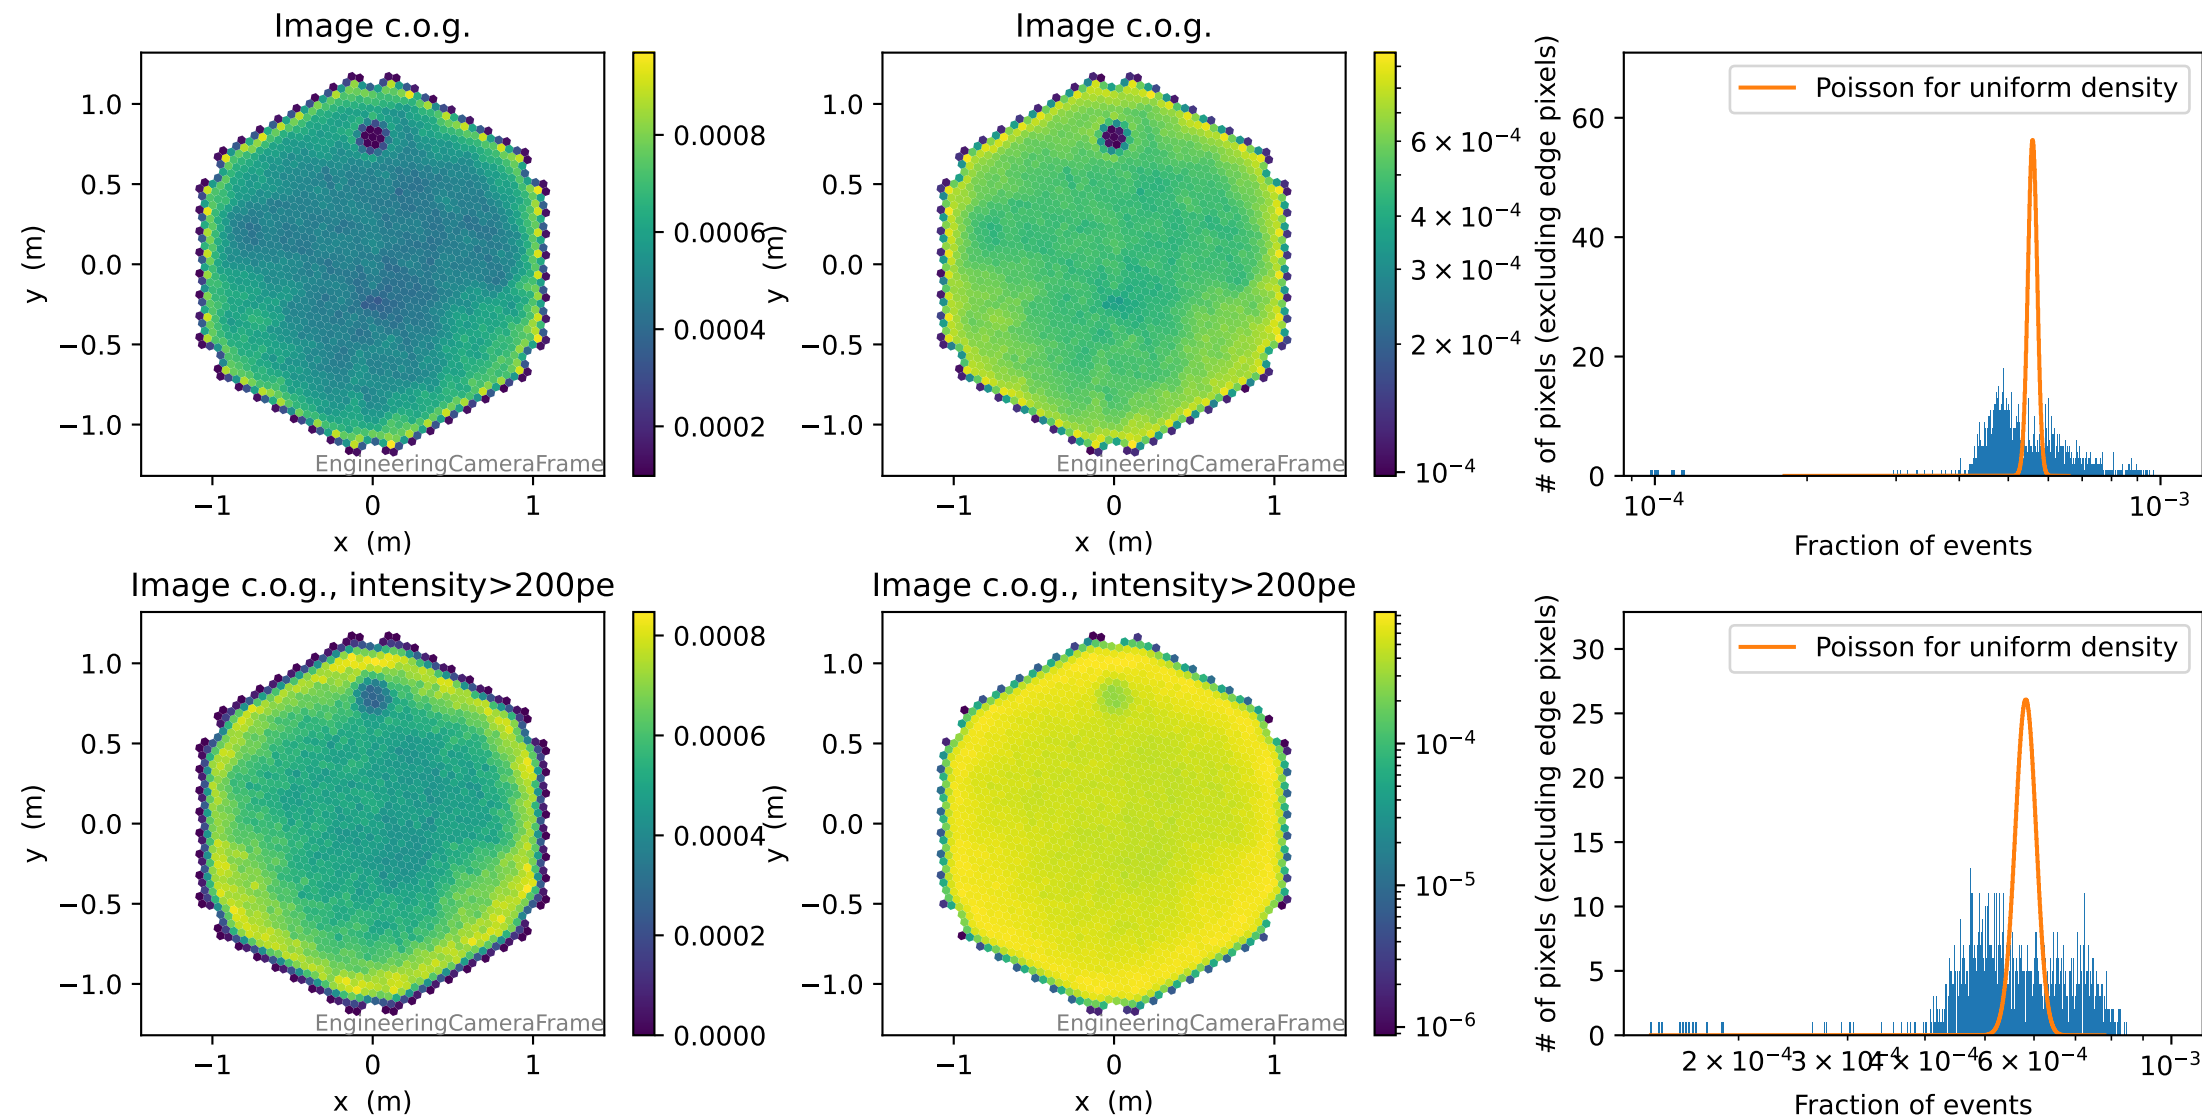 Image c.o.g.
1.0
0.5
0.0
−0.5
−1.0
y (m)
−1
0
1
x (m)
EngineeringCameraFrame
0.0008
0.0006
0.0004
0.0002
Image c.o.g.
1.0
0.5
0.0
−0.5
−1.0
y (m)
−1
0
1
x (m)
EngineeringCameraFrame
6 × 10⁻⁴
4 × 10⁻⁴
3 × 10⁻⁴
2 × 10⁻⁴
10⁻⁴
# of pixels (excluding edge pixels)
60
40
20
0
Poisson for uniform density
10⁻⁴
10⁻³
Fraction of events
Image c.o.g., intensity>200pe
1.0
0.5
0.0
−0.5
−1.0
y (m)
−1
0
1
x (m)
EngineeringCameraFrame
0.0008
0.0006
0.0004
0.0002
0.0000
Image c.o.g., intensity>200pe
1.0
0.5
0.0
−0.5
−1.0
y (m)
−1
0
1
x (m)
EngineeringCameraFrame
10⁻⁴
10⁻⁵
10⁻⁶
# of pixels (excluding edge pixels)
30
25
20
15
10
5
0
Poisson for uniform density
2 × 10⁻⁴
3 × 10⁻⁴
4 × 10⁻⁴
6 × 10⁻⁴
10⁻³
Fraction of events